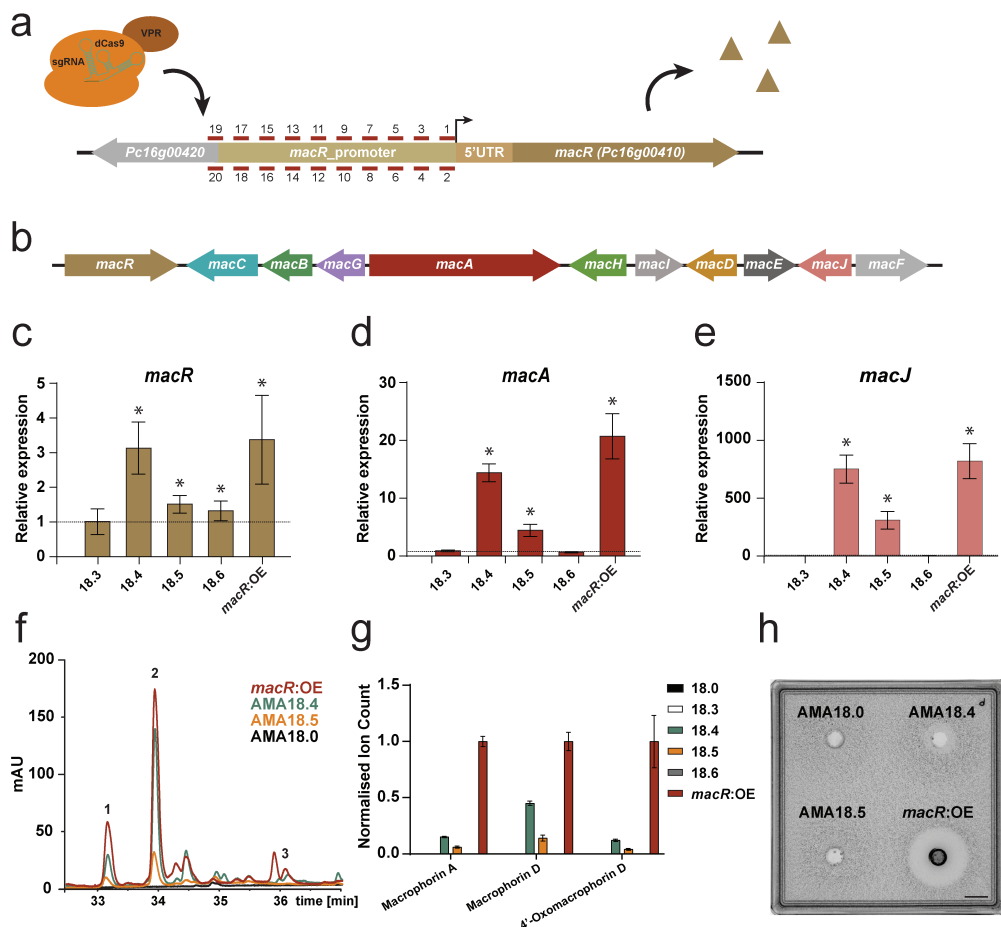 a
VPR
dCas9
sgRNA
19 17 15 13 11 9 7 5 3 1
Pc16g00420 macR_promoter 5'UTR macR (Pc16g00410)
20 18 16 14 12 10 8 6 4 2
b
macR macC macB macG macA macH macI macD macE macJ macF
c
macR
Relative expression
5
4
3
2
1
0
* * * *
18.3 18.4 18.5 18.6 macR:OE
d
macA
Relative expression
30
20
10
0
* * *
18.3 18.4 18.5 18.6 macR:OE
e
macJ
Relative expression
1500
1000
500
0
* * *
18.3 18.4 18.5 18.6 macR:OE
f
mAU
200
150
100
50
0
1
2
3
macR:OE
AMA18.4
AMA18.5
AMA18.0
33 34 35 36 time [min]
g
Normalised Ion Count
1.5
1.0
0.5
0.0
Macrophorin A Macrophorin D 4'-Oxomacrophorin D
18.0
18.3
18.4
18.5
18.6
macR:OE
h
AMA18.0 AMA18.4
AMA18.5 macR:OE